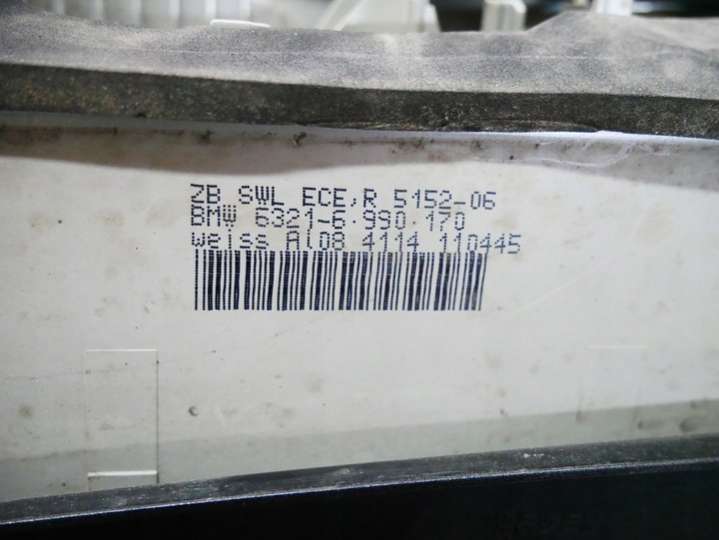 ZB SWL ECE,R 5152-06
BMW 6321-6·990·170
weiss Al08 4114 110445